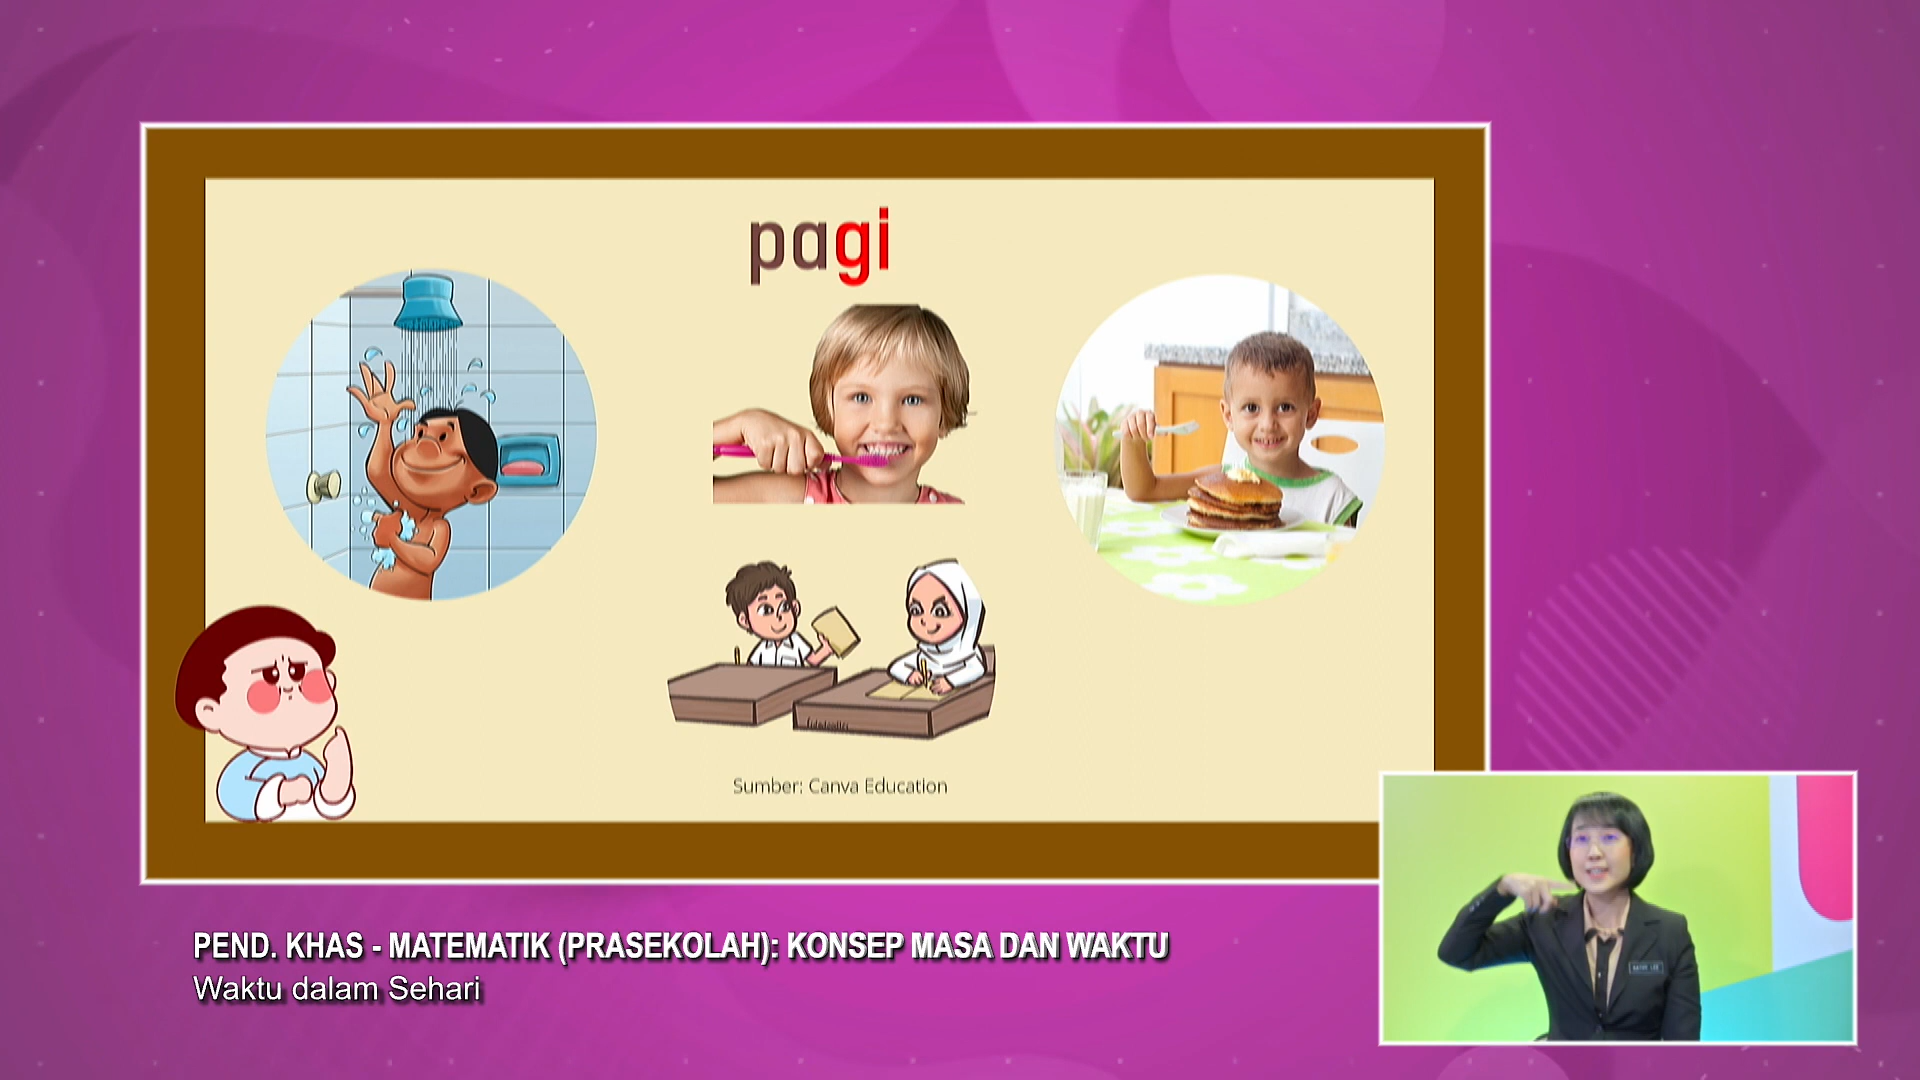 pagi
Sumber: Canva Education
PEND. KHAS - MATEMATIK (PRASEKOLAH): KONSEP MASA DAN WAKTU
Waktu dalam Sehari